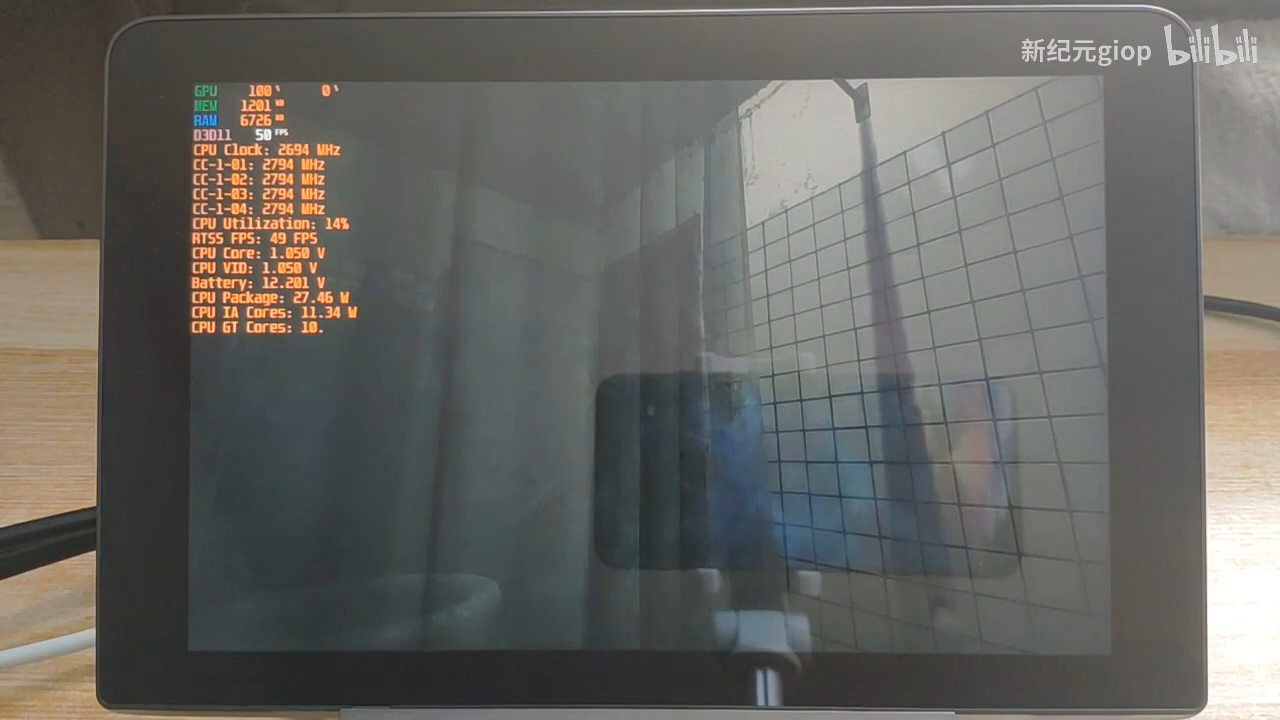 新纪元giop bilibili
GPU 100 % 0 %
MEM 1201 MB
RAM 6726 MB
D3D11 50 FPS
CPU Clock: 2694 MHz
CC-1-01: 2794 MHz
CC-1-02: 2794 MHz
CC-1-03: 2794 MHz
CC-1-04: 2794 MHz
CPU Utilization: 14%
RTSS FPS: 49 FPS
CPU Core: 1.050 V
CPU VID: 1.050 V
Battery: 12.201 V
CPU Package: 27.46 W
CPU IA Cores: 11.34 W
CPU GT Cores: 10.